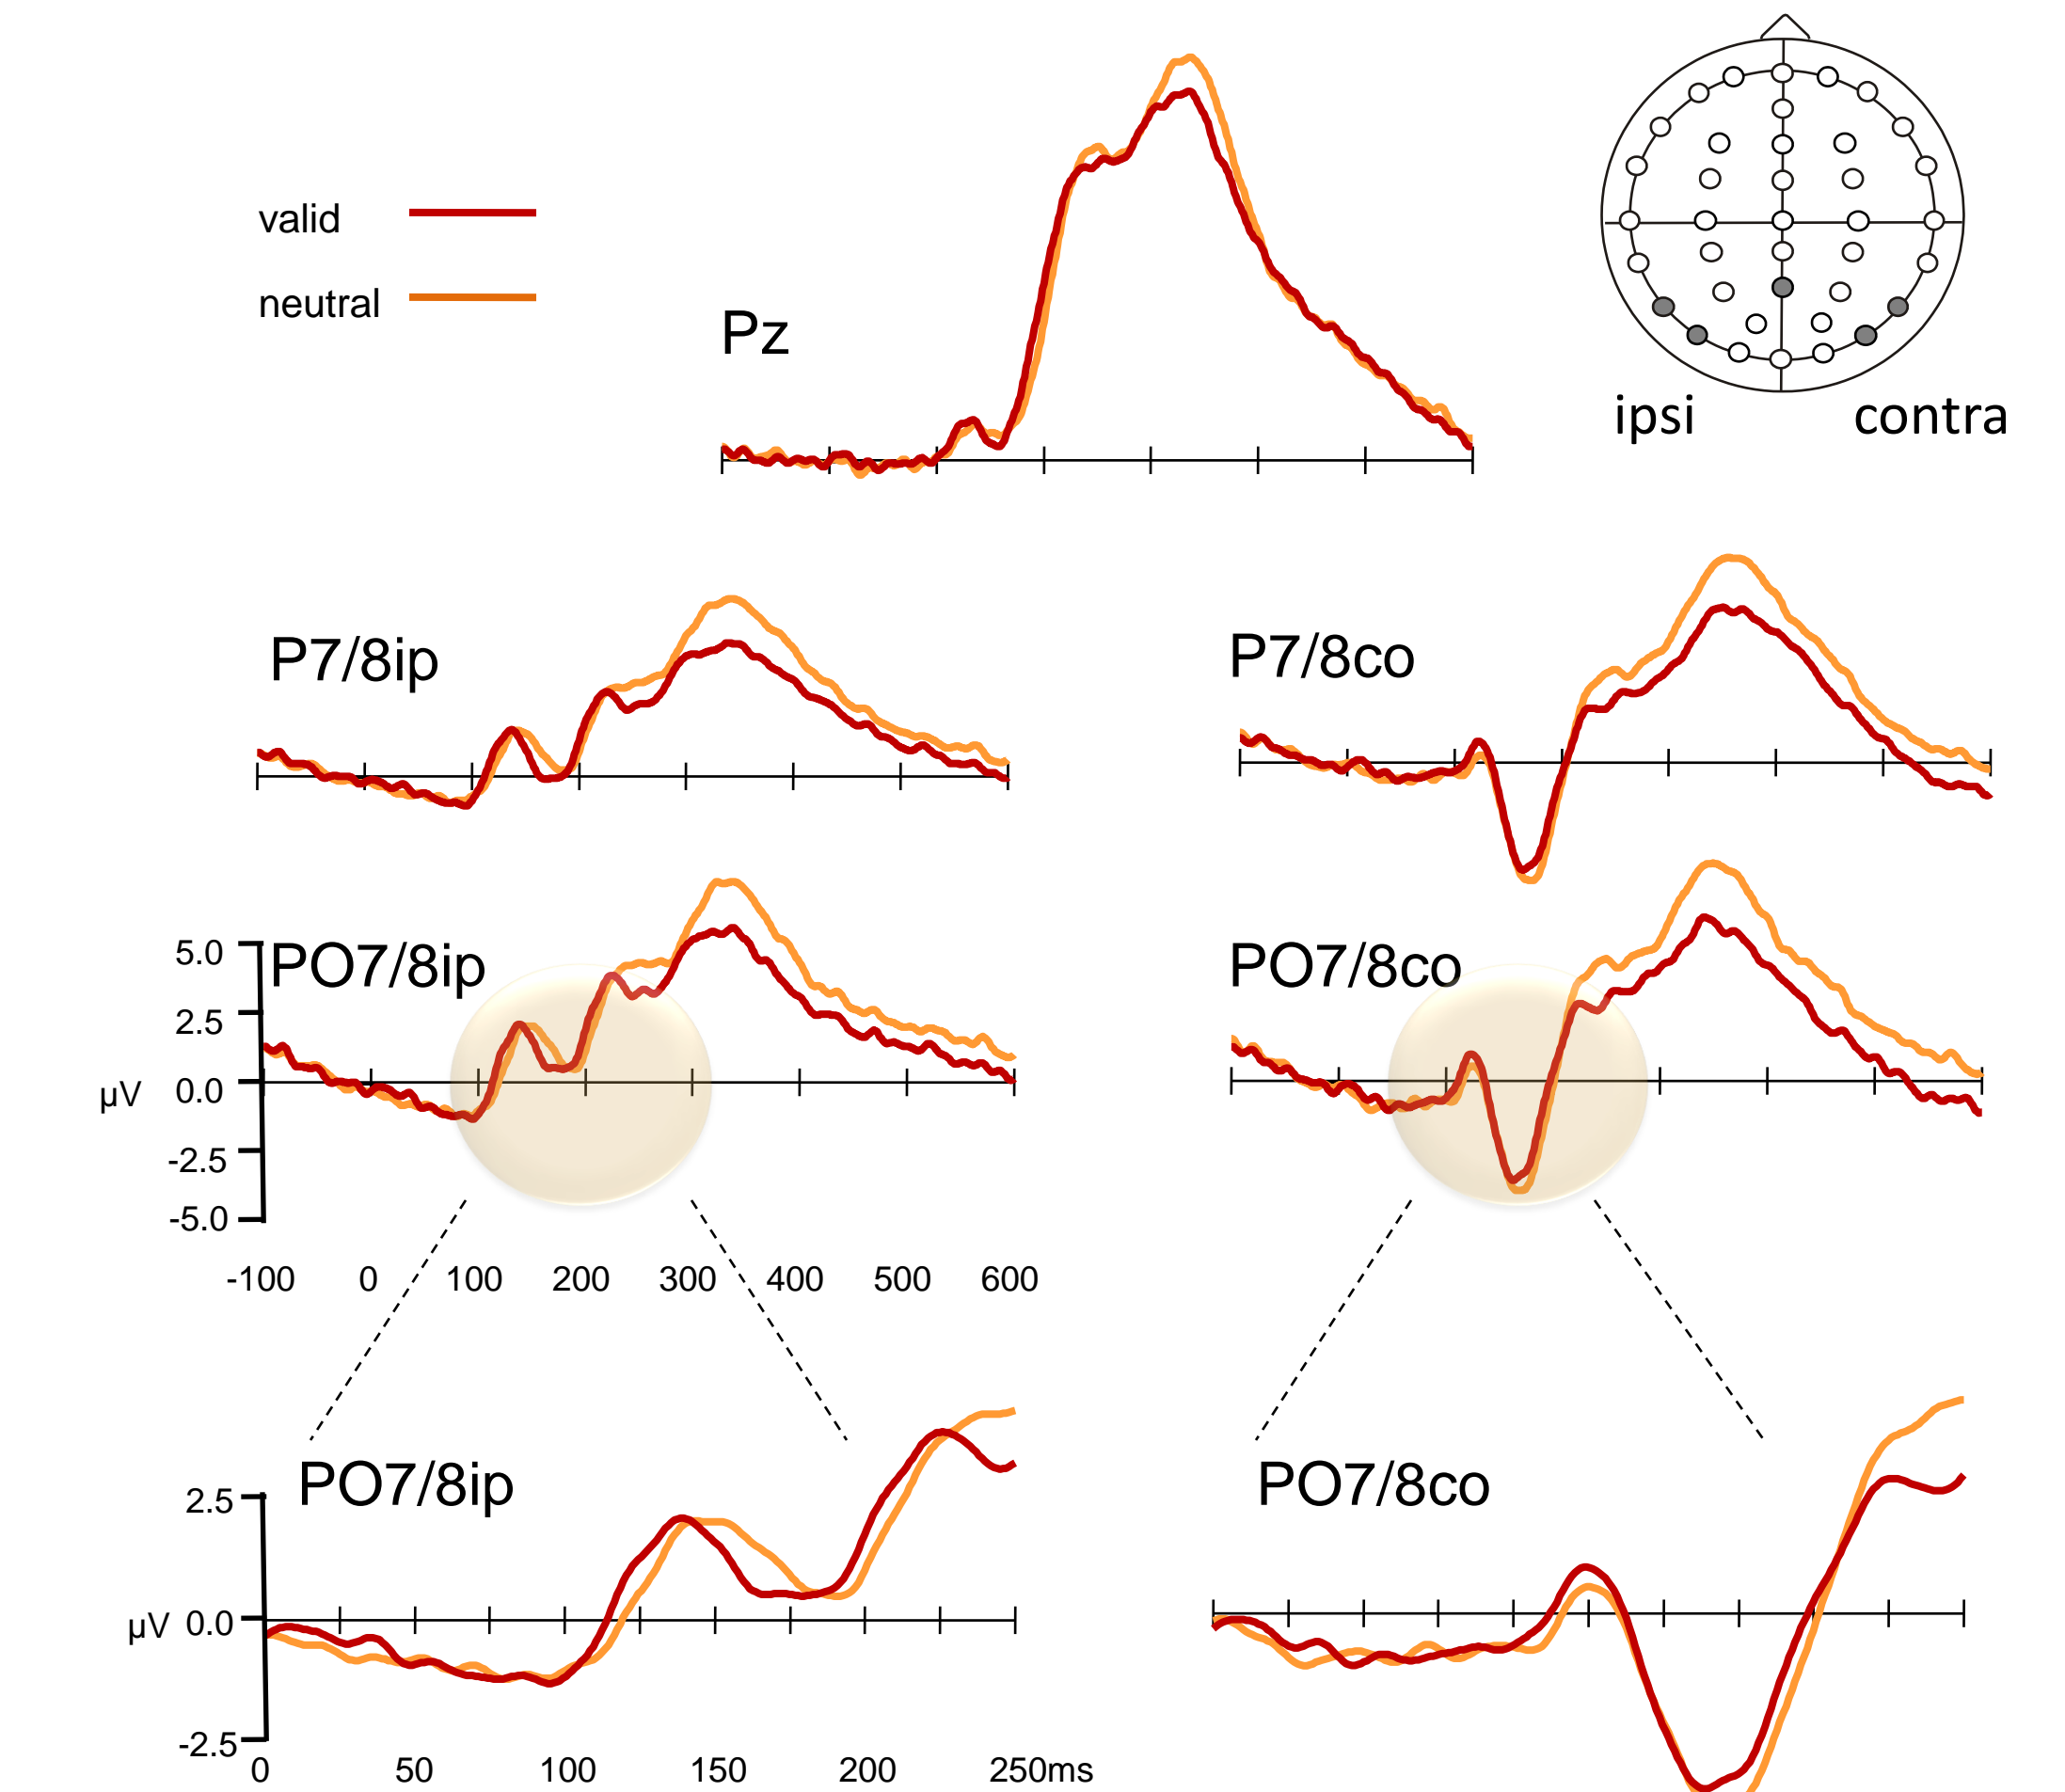 valid
neutral
Pz
ipsi contra
P7/8ip
P7/8co
PO7/8ip
PO7/8co
5.0
2.5
µV 0.0
-2.5
-5.0
-100 0 100 200 300 400 500 600
PO7/8ip
PO7/8co
2.5
µV 0.0
-2.5
0 50 100 150 200 250ms